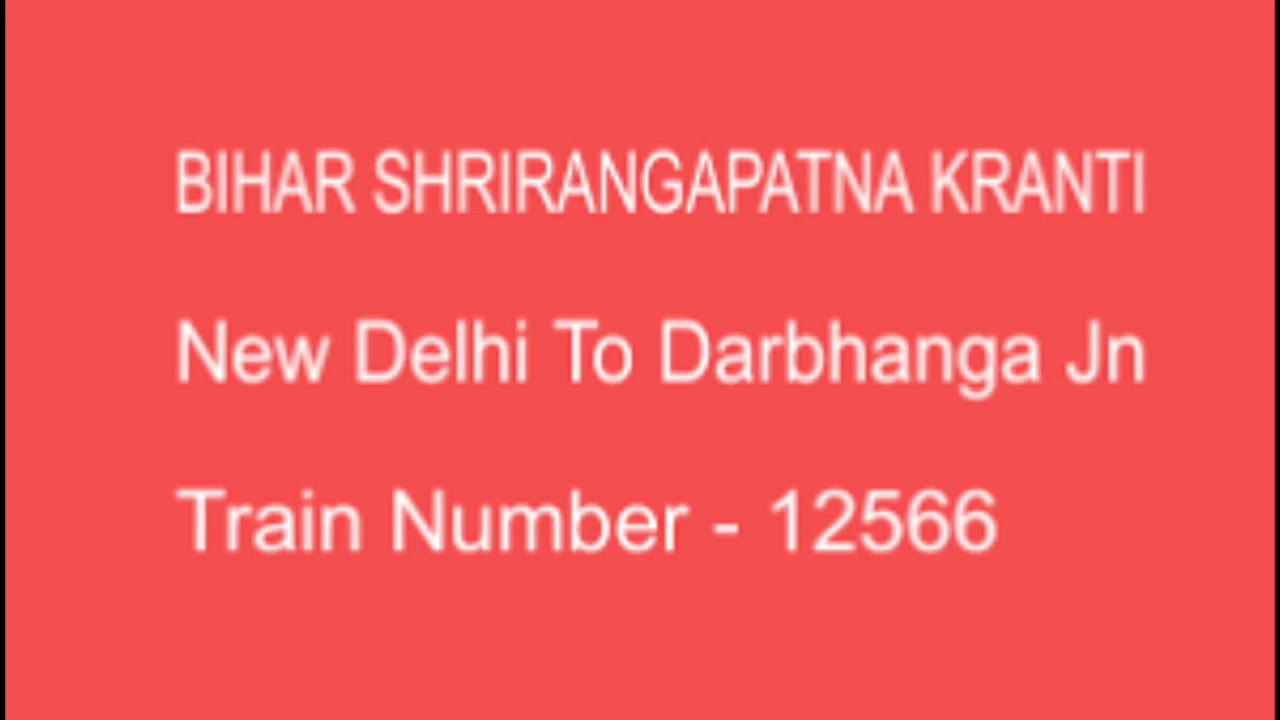 BIHAR SHRIRANGAPATNA KRANTI
New Delhi To Darbhanga Jn
Train Number - 12566